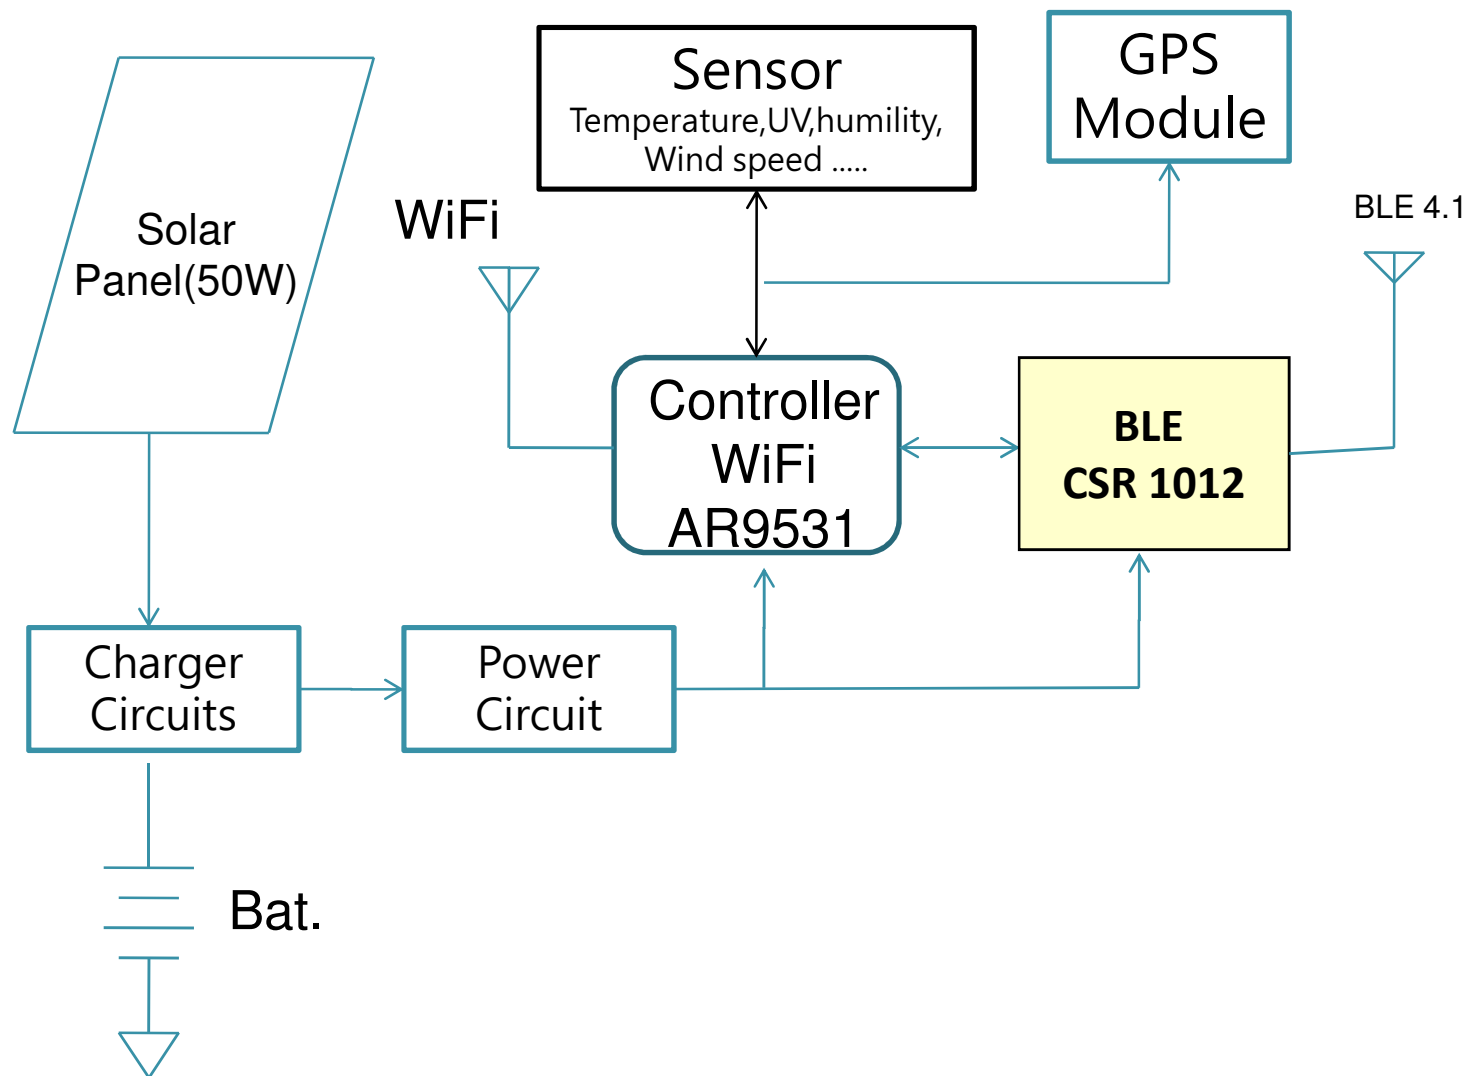 Sensor
Temperature,UV,humility,
Wind speed .....
GPS
Module
Solar
Panel(50W)
WiFi
BLE 4.1
Controller
WiFi
AR9531
BLE
CSR 1012
Charger
Circuits
Power
Circuit
Bat.